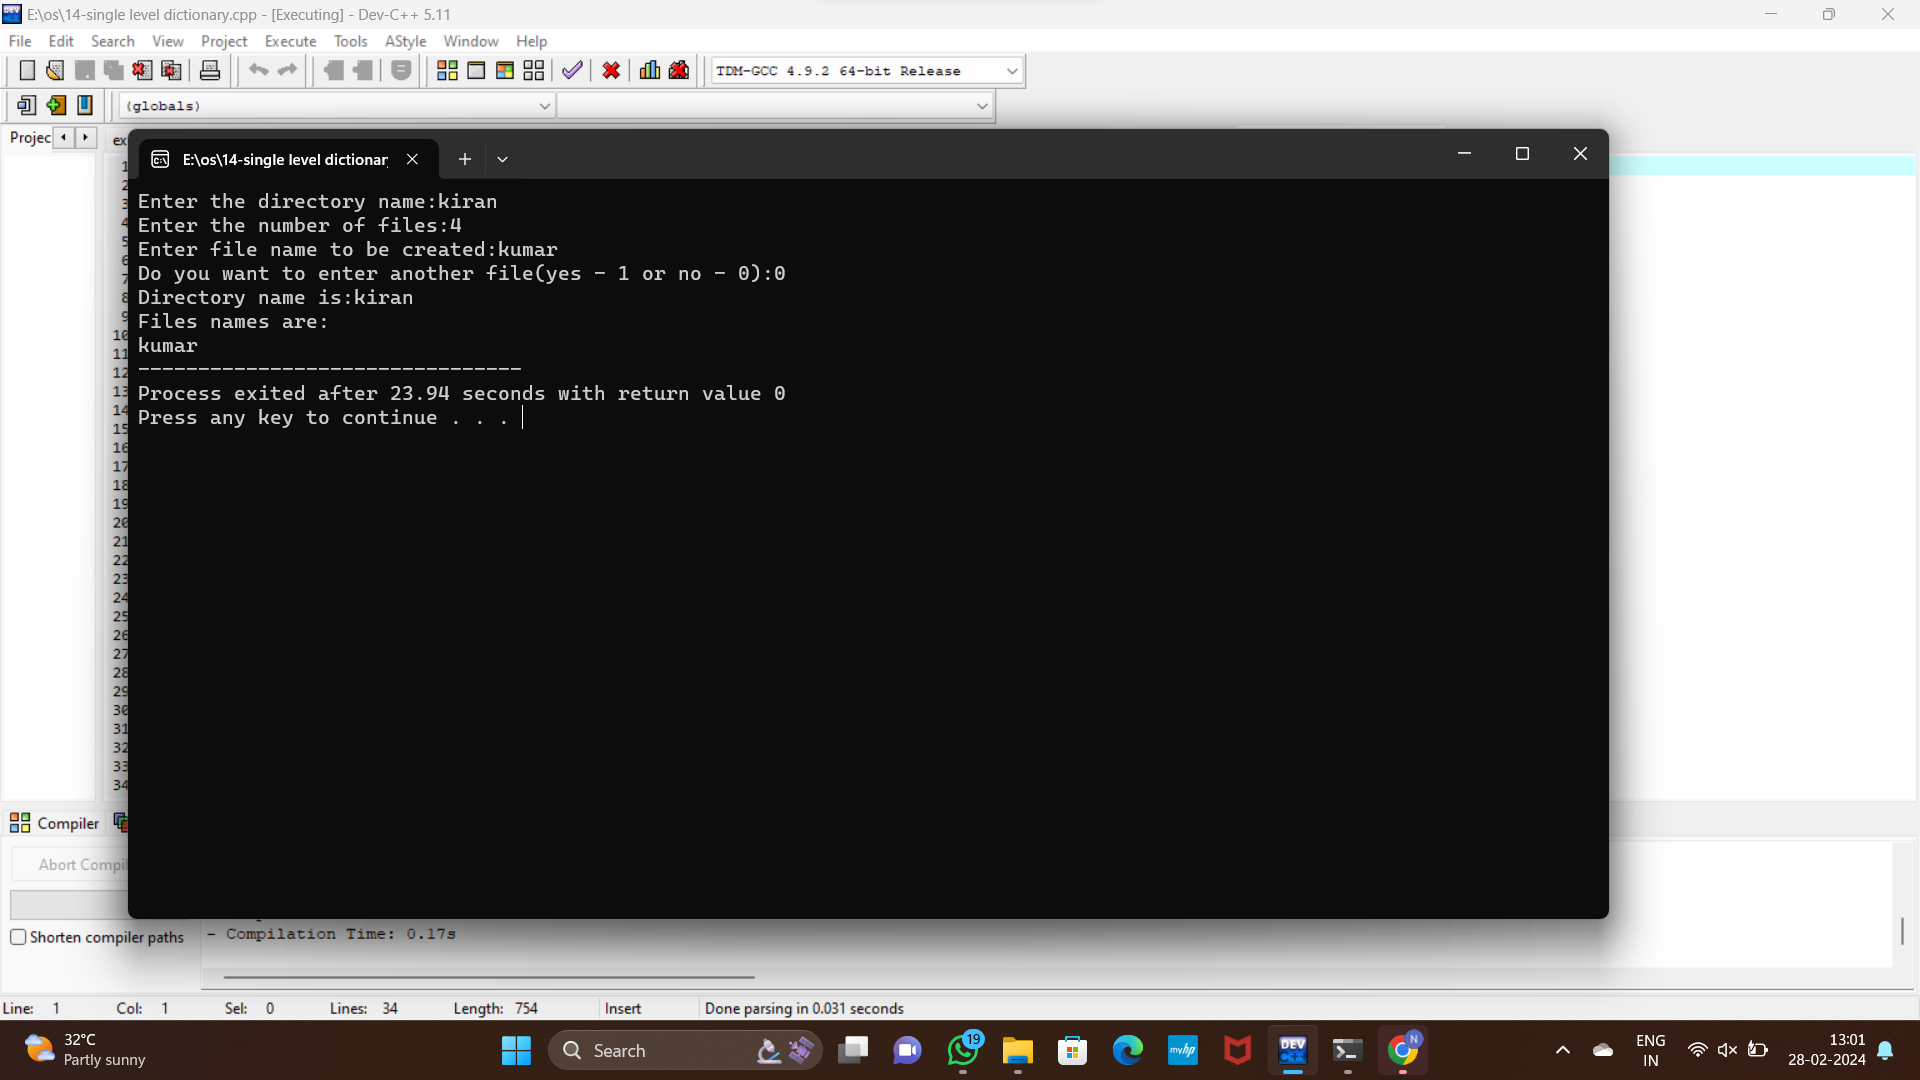 E:\os\14-single level dictionary.cpp - [Executing] - Dev-C++ 5.11
File Edit Search View Project Execute Tools AStyle Window Help
TDM-GCC 4.9.2 64-bit Release
(globals)
Projec
ex
E:\os\14-single level dictionar
Enter the directory name:kiran
Enter the number of files:4
Enter file name to be created:kumar
Do you want to enter another file(yes - 1 or no - 0):0
Directory name is:kiran
Files names are:
kumar
--------------------------------
Process exited after 23.94 seconds with return value 0
Press any key to continue . . .
1
2
3
4
5
6
7
8
9
10
11
12
13
14
15
16
17
18
19
20
21
22
23
24
25
26
27
28
29
30
31
32
33
34
Compiler
Abort Compil
Shorten compiler paths
- Compilation Time: 0.17s
Line: 1 Col: 1 Sel: 0 Lines: 34 Length: 754 Insert Done parsing in 0.031 seconds
32°C
Partly sunny
Search
19
myhp
DEV
C++
N
ENG
IN
13:01
28-02-2024